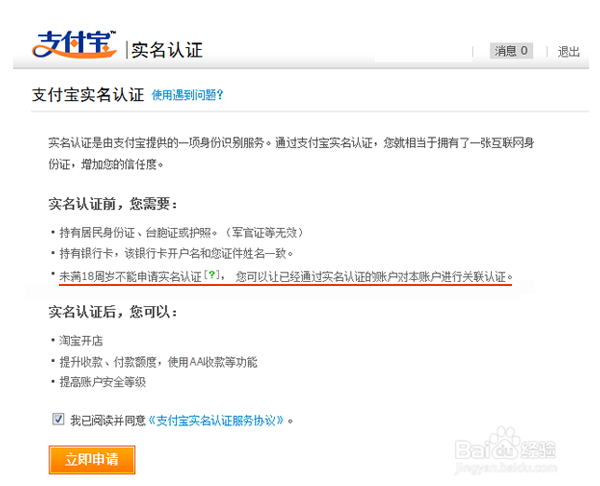 支付宝™ 实名认证
消息 0 退出
支付宝实名认证 使用遇到问题?
实名认证是由支付宝提供的一项身份识别服务。通过支付宝实名认证，您就相当于拥有了一张互联网身
份证，增加您的信任度。
实名认证前，您需要：
• 持有居民身份证、台胞证或护照。（军官证等无效）
• 持有银行卡，该银行卡开户名和您证件姓名一致。
• 未满18周岁不能申请实名认证[?]， 您可以让已经通过实名认证的账户对本账户进行关联认证。
实名认证后，您可以：
• 淘宝开店
• 提升收款、付款额度，使用AA收款等功能
• 提高账户安全等级
我已阅读并同意《支付宝实名认证服务协议》。
立即申请
Baidu 经验
jingyan.baidu.com